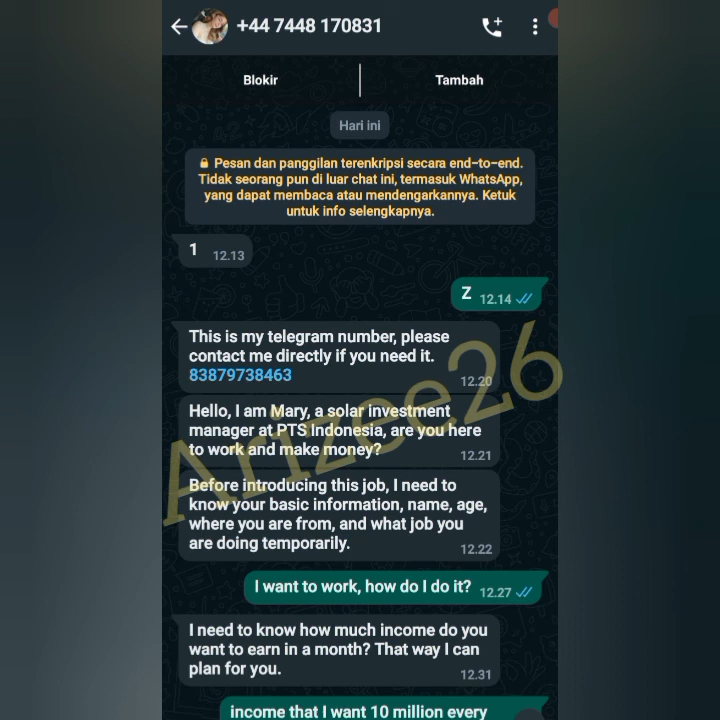 +44 7448 170831
Blokir
Tambah
Hari ini
Pesan dan panggilan terenkripsi secara end-to-end.
Tidak seorang pun di luar chat ini, termasuk WhatsApp,
yang dapat membaca atau mendengarkannya. Ketuk
untuk info selengkapnya.
1 12.13
Z 12.14
This is my telegram number, please
contact me directly if you need it.
83879738463 12.20
Hello, I am Mary, a solar investment
manager at PTS Indonesia, are you here
to work and make money? 12.21
Before introducing this job, I need to
know your basic information, name, age,
where you are from, and what job you
are doing temporarily. 12.22
I want to work, how do I do it? 12.27
I need to know how much income do you
want to earn in a month? That way I can
plan for you. 12.31
income that I want 10 million every
Arizee26